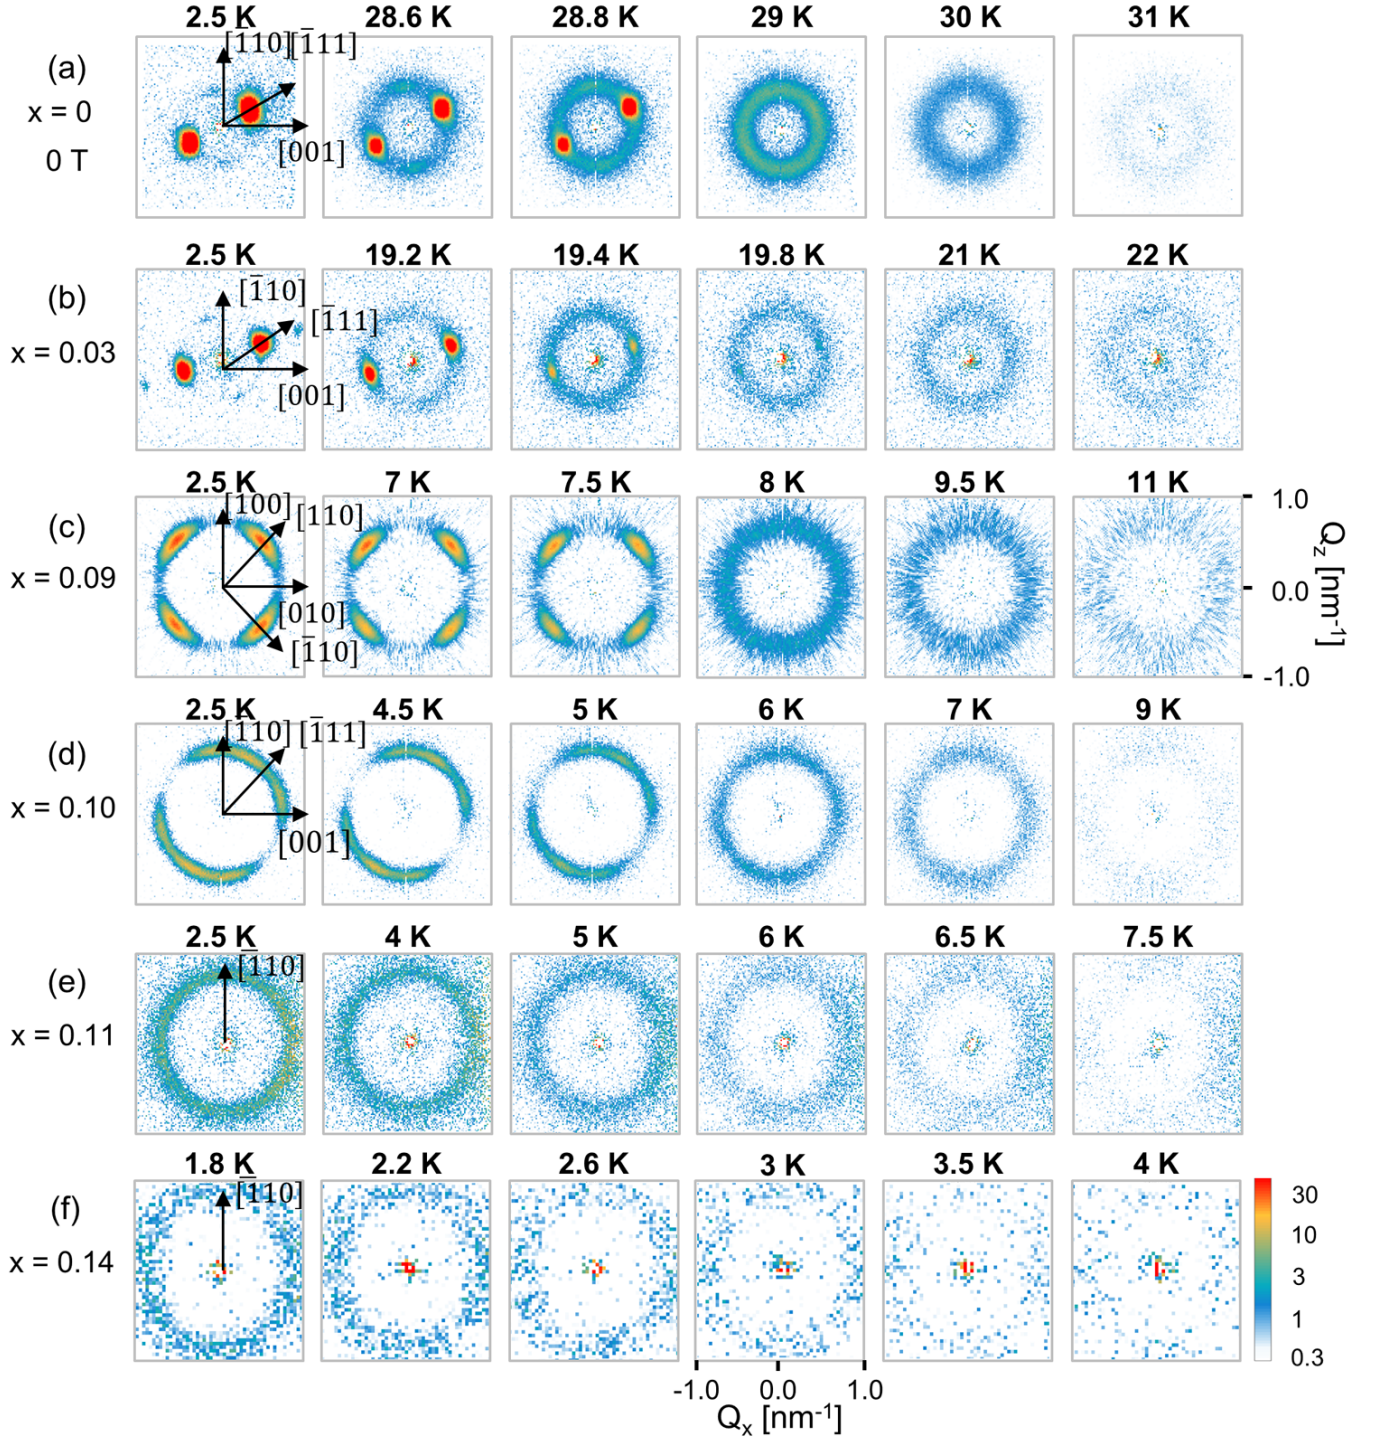 2.5 K 28.6 K 28.8 K 29 K 30 K 31 K
(a)
x = 0
0 T
[1̅10] [1̅11]
[001]
2.5 K 19.2 K 19.4 K 19.8 K 21 K 22 K
(b)
x = 0.03
[1̅10]
[1̅11]
[001]
2.5 K 7 K 7.5 K 8 K 9.5 K 11 K
(c)
x = 0.09
[100]
[110]
[010]
[1̅10]
1.0
0.0
-1.0
Qz [nm-1]
2.5 K 4.5 K 5 K 6 K 7 K 9 K
(d)
x = 0.10
[1̅10] [1̅11]
[001]
2.5 K 4 K 5 K 6 K 6.5 K 7.5 K
(e)
x = 0.11
[1̅10]
1.8 K 2.2 K 2.6 K 3 K 3.5 K 4 K
(f)
x = 0.14
[1̅10]
30
10
3
1
0.3
-1.0 0.0 1.0
Qx [nm-1]